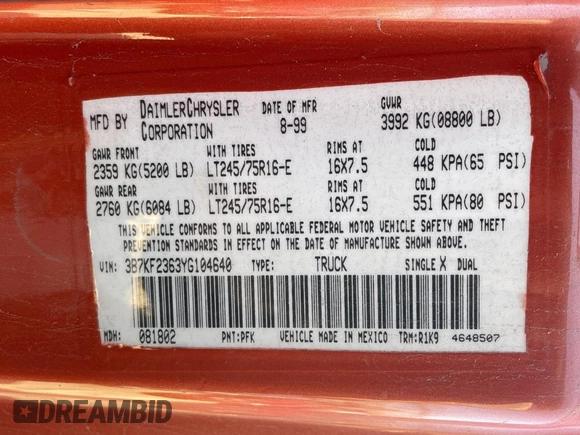 MFD BY DAIMLERCHRYSLER CORPORATION DATE OF MFR 8-99 GVWR 3992 KG(08800 LB)
GAWR FRONT WITH TIRES RIMS AT COLD
2359 KG(5200 LB) LT245/75R16-E 16X7.5 448 KPA(65 PSI)
GAWR REAR WITH TIRES RIMS AT COLD
2760 KG(6084 LB) LT245/75R16-E 16X7.5 551 KPA(80 PSI)
THIS VEHICLE CONFORMS TO ALL APPLICABLE FEDERAL MOTOR VEHICLE SAFETY AND THEFT
PREVENTION STANDARDS IN EFFECT ON THE DATE OF MANUFACTURE SHOWN ABOVE.
VIN: 3B7KF2363YG104640 TYPE: TRUCK SINGLE X DUAL
MDH: 081802 PNT:PFK VEHICLE MADE IN MEXICO TRM:R1K9 4648507
DREAMBID